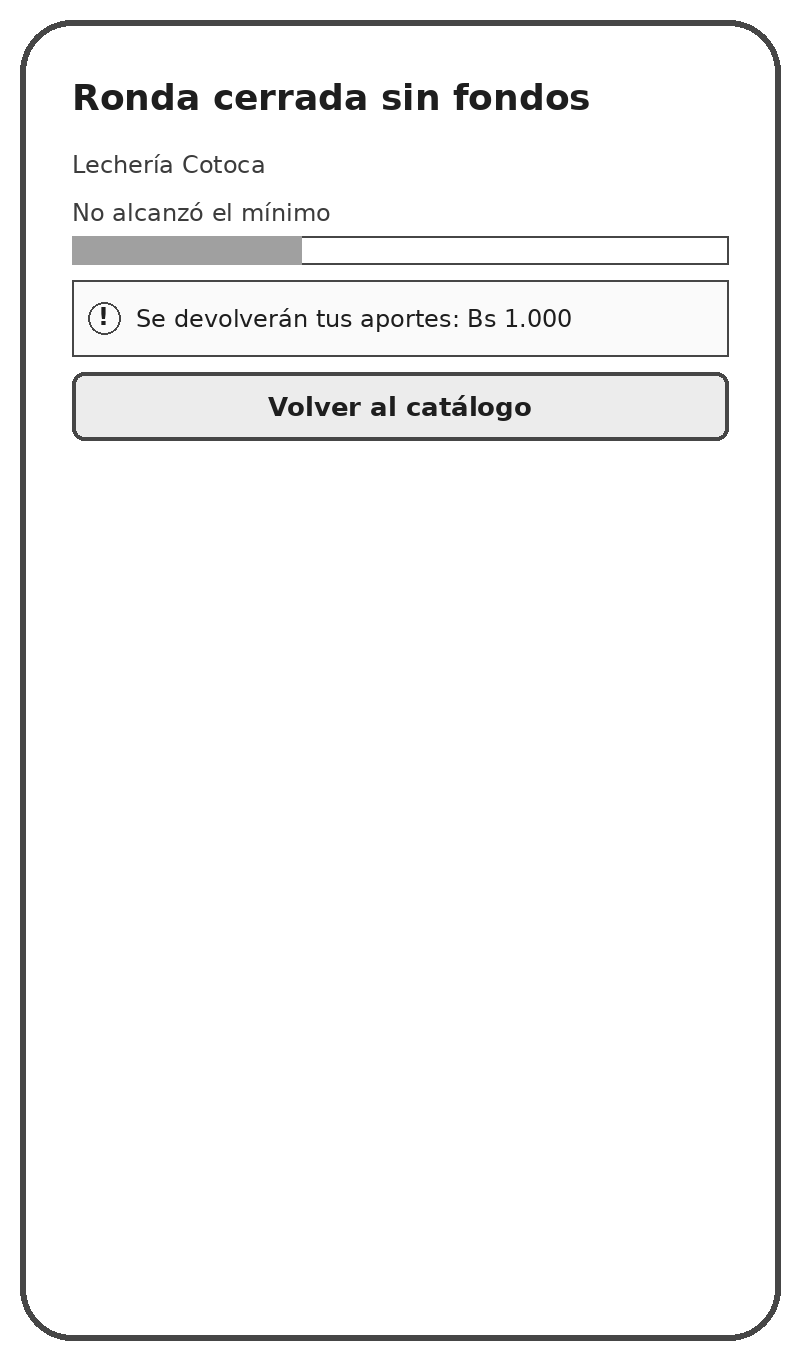 Ronda cerrada sin fondos
Lechería Cotoca
No alcanzó el mínimo
! Se devolverán tus aportes: Bs 1.000
Volver al catálogo